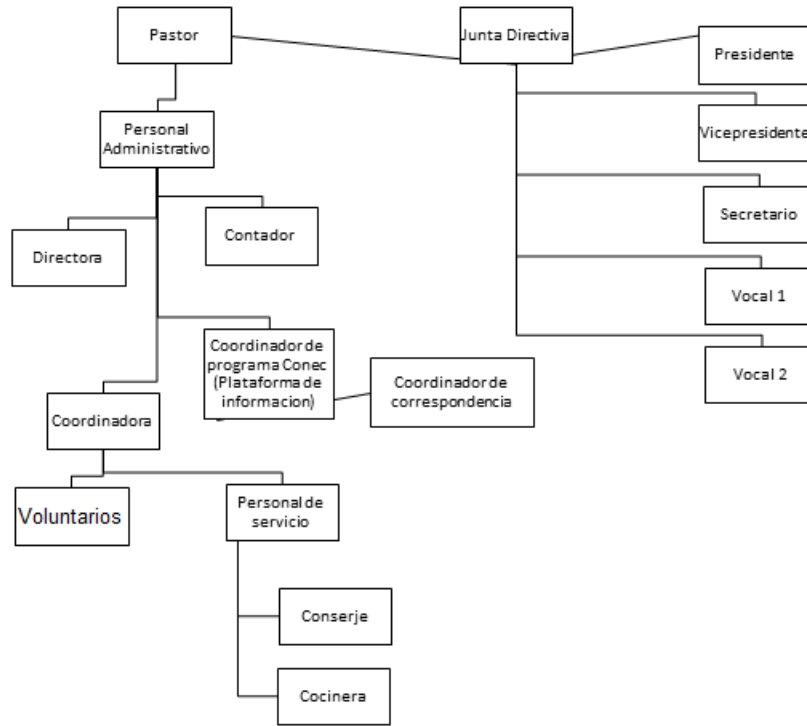 Pastor
Junta Directiva
Presidente
Vicepresidente
Secretario
Vocal 1
Vocal 2
Personal
Administrativo
Directora
Contador
Coordinador de
programa Conec
(Plataforma de
informacion)
Coordinador de
correspondencia
Coordinadora
Voluntarios
Personal de
servicio
Conserje
Cocinera